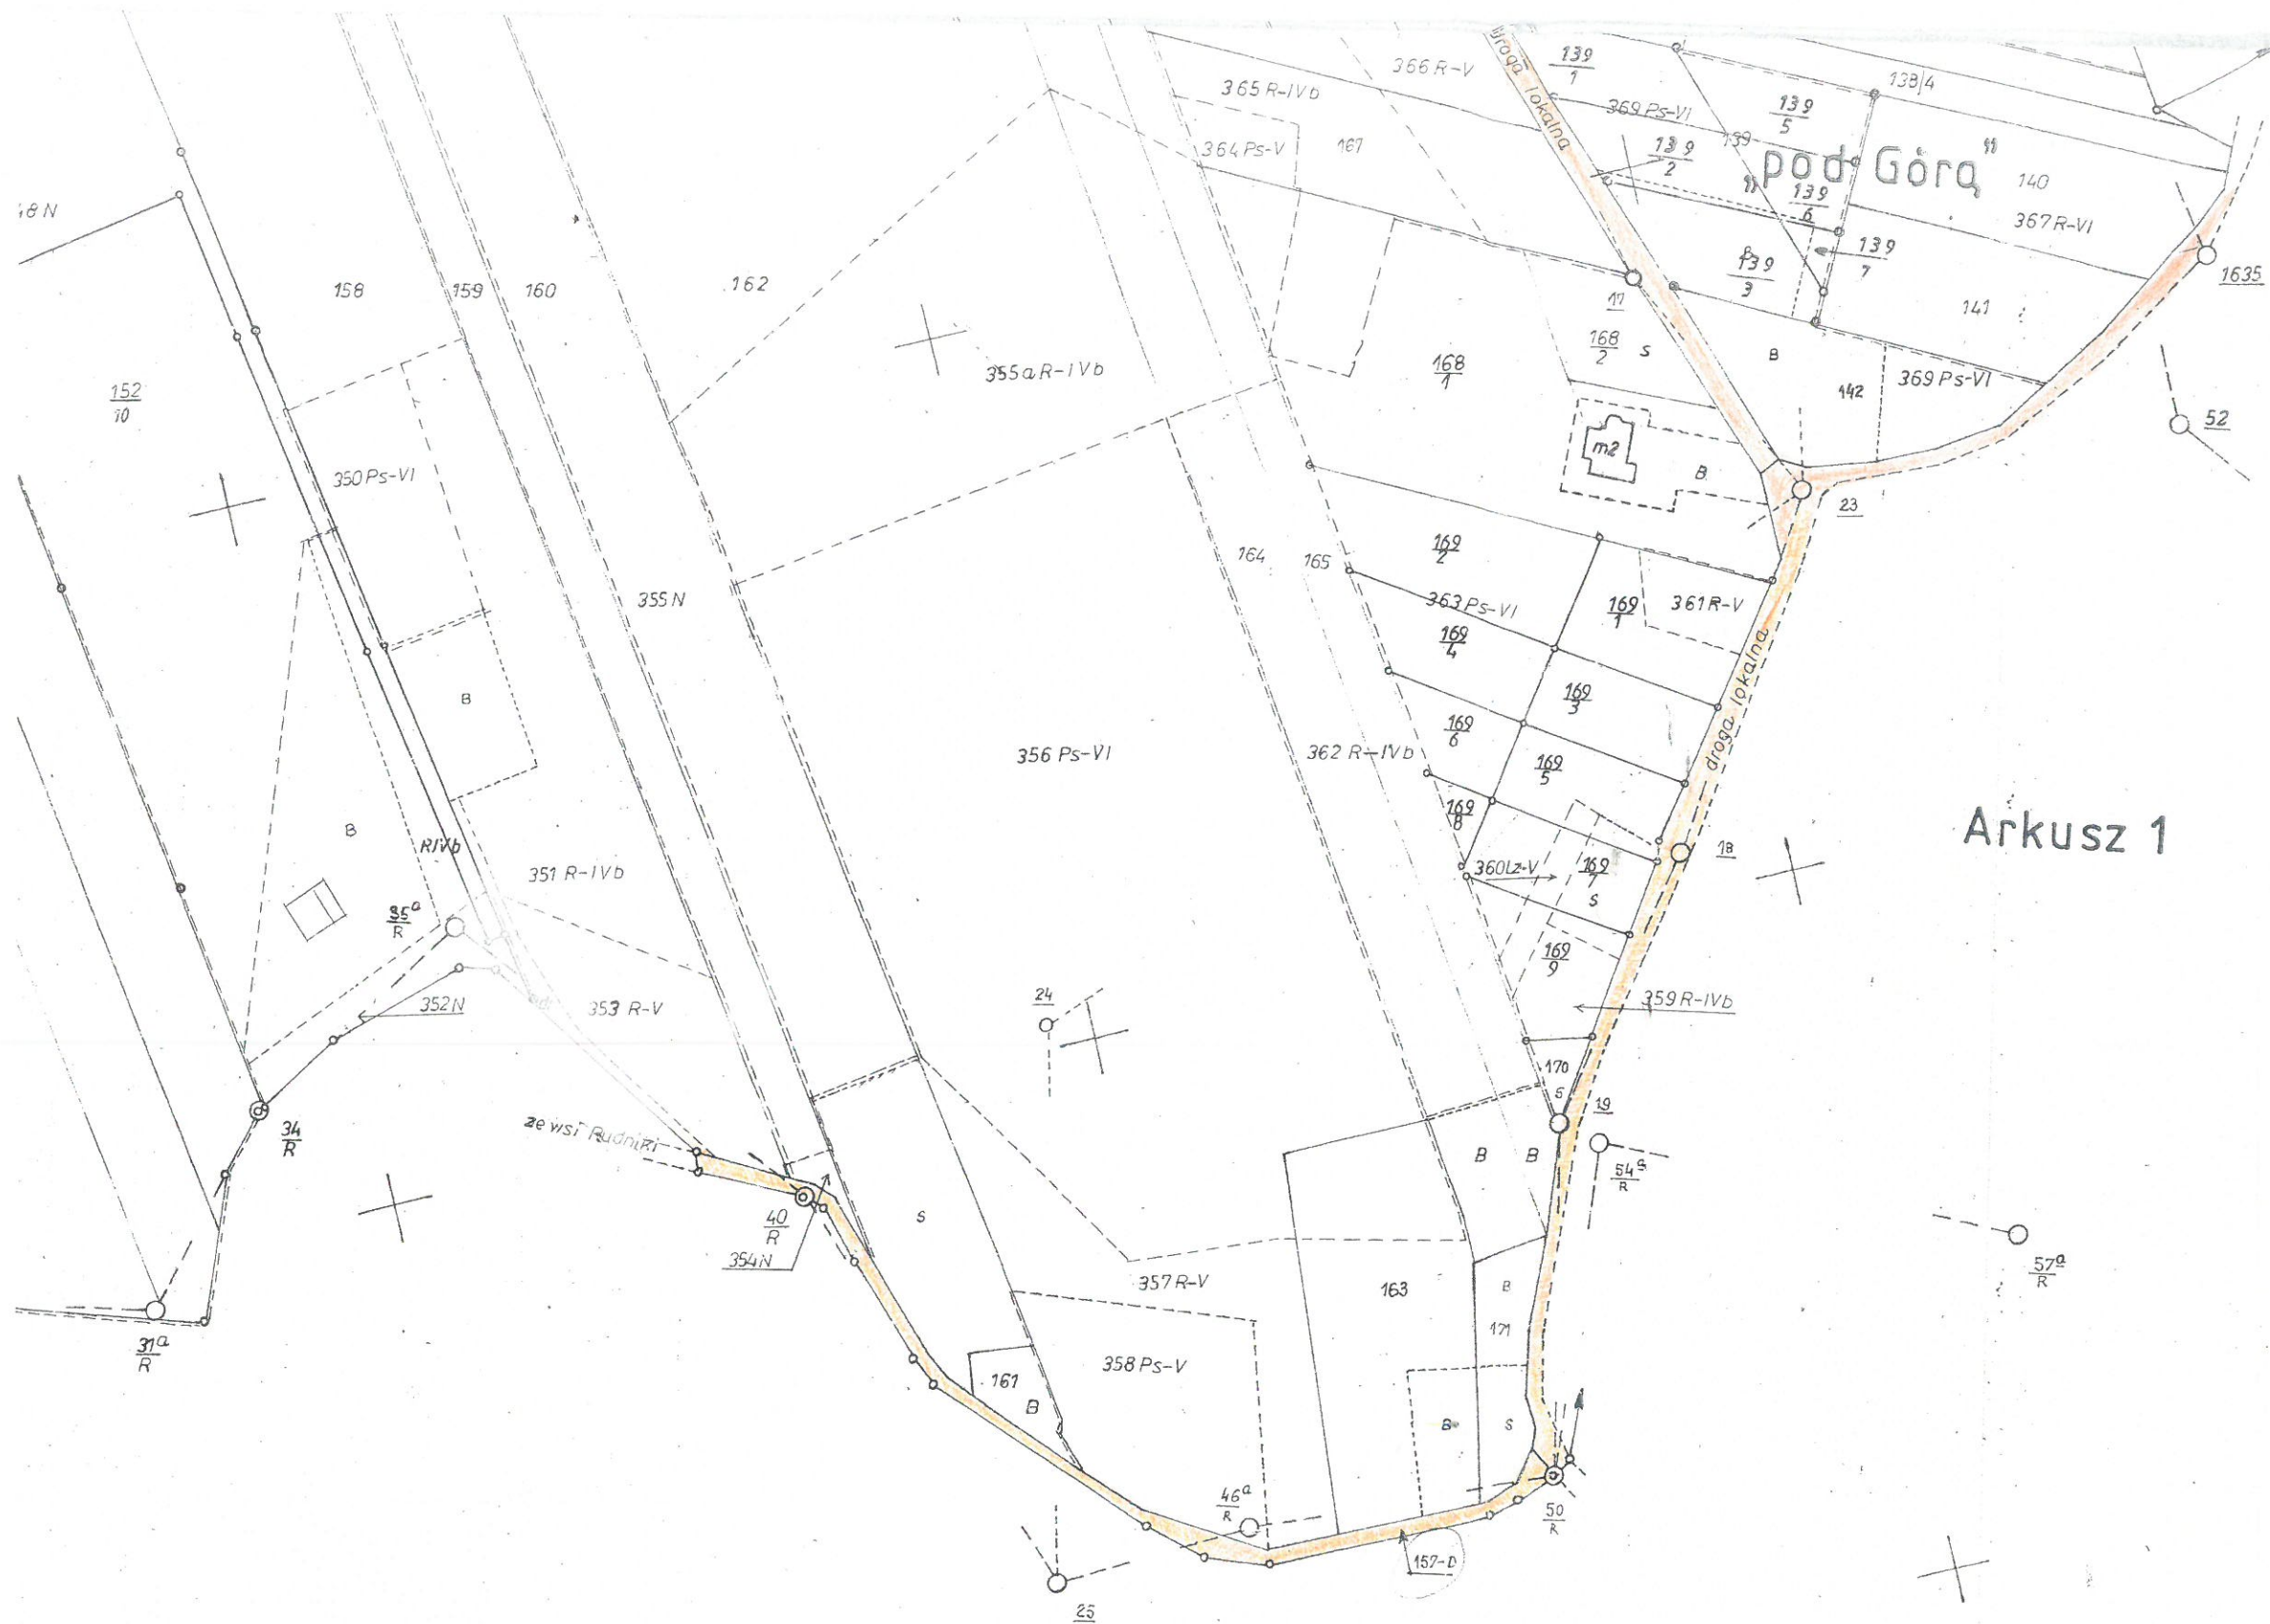 droga lokalna
139
1
366 R-V
365 R-IVb
369 Ps-VI
139
5
138/4
139
364 Ps-V
167
139
2
"pod Górą"
140
139
6
367 R-VI
18 N
158
159
160
162
139
3
139
7
1635
17
141
168
2
S
B
355a R-IVb
168
1
142
369 Ps-VI
152
10
52
m2
B
350 Ps-VI
23
164
165
169
2
355 N
363 Ps-VI
169
1
361 R-V
169
4
droga lokalna
B
169
3
356 Ps-VI
362 R-IVb
169
6
169
5
169
8
18
Arkusz 1
B
RIVb
351 R-IVb
360 Lz-V
169
7
S
35a
R
169
9
352 N
353 R-V
24
359 R-IVb
170
S
19
34
R
ze wsi Rudniki
B
B
54a
R
40
R
S
354 N
57a
R
357 R-V
163
B
171
31a
R
358 Ps-V
161
B
B
S
46a
R
50
R
157-D
25